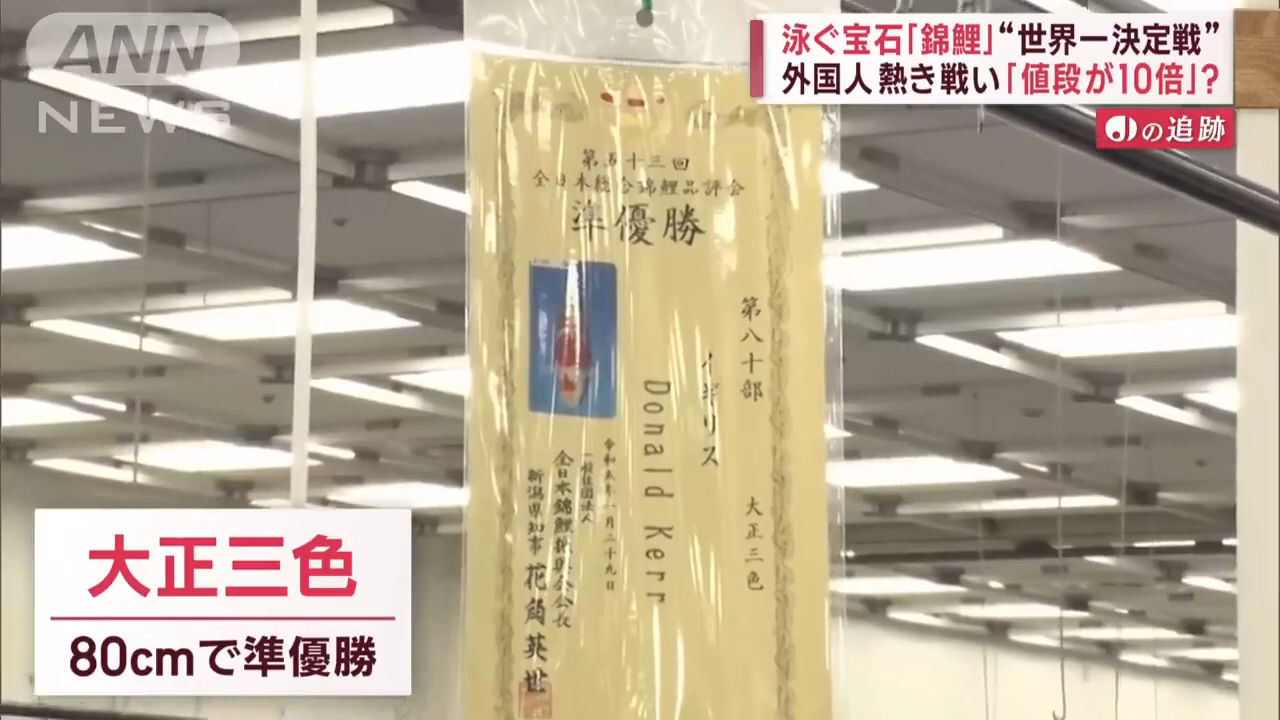 ANN
NEWS
泳ぐ宝石「錦鯉」“世界一決定戦”
外国人 熱き戦い「値段が10倍」?
Jの追跡
第五十三回
全日本総合錦鯉品評会
準優勝
第八十部
大正三色
イギリス
Donald Kerr
令和五年一月二十九日
一般社団法人
全日本錦鯉振興会会長
新潟県知事 花角英世
大正三色
80cmで準優勝